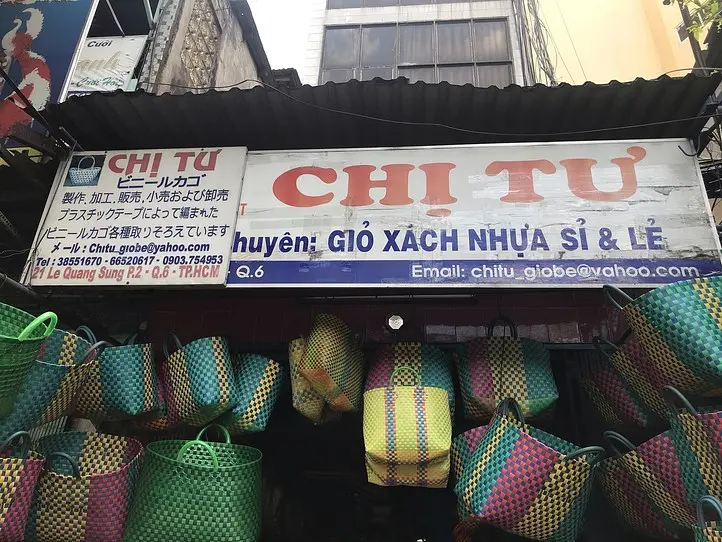 Cưới
CHỊ TƯ
ビニールカゴ
製作, 加工, 販売, 小売および卸売
プラスチックテープによって編まれた
ビニールカゴ各種取りそろえています
メール : Chitu_giobe@yahoo.com
Tel : 38551670 - 66520617 - 0903.754953
21 Le Quang Sung P.2 - Q.6 - TP.HCM
CHỊ TƯ
huyên: GIỎ XÁCH NHỰA SỈ & LẺ
Q.6 Email: chitu_giobe@yahoo.com